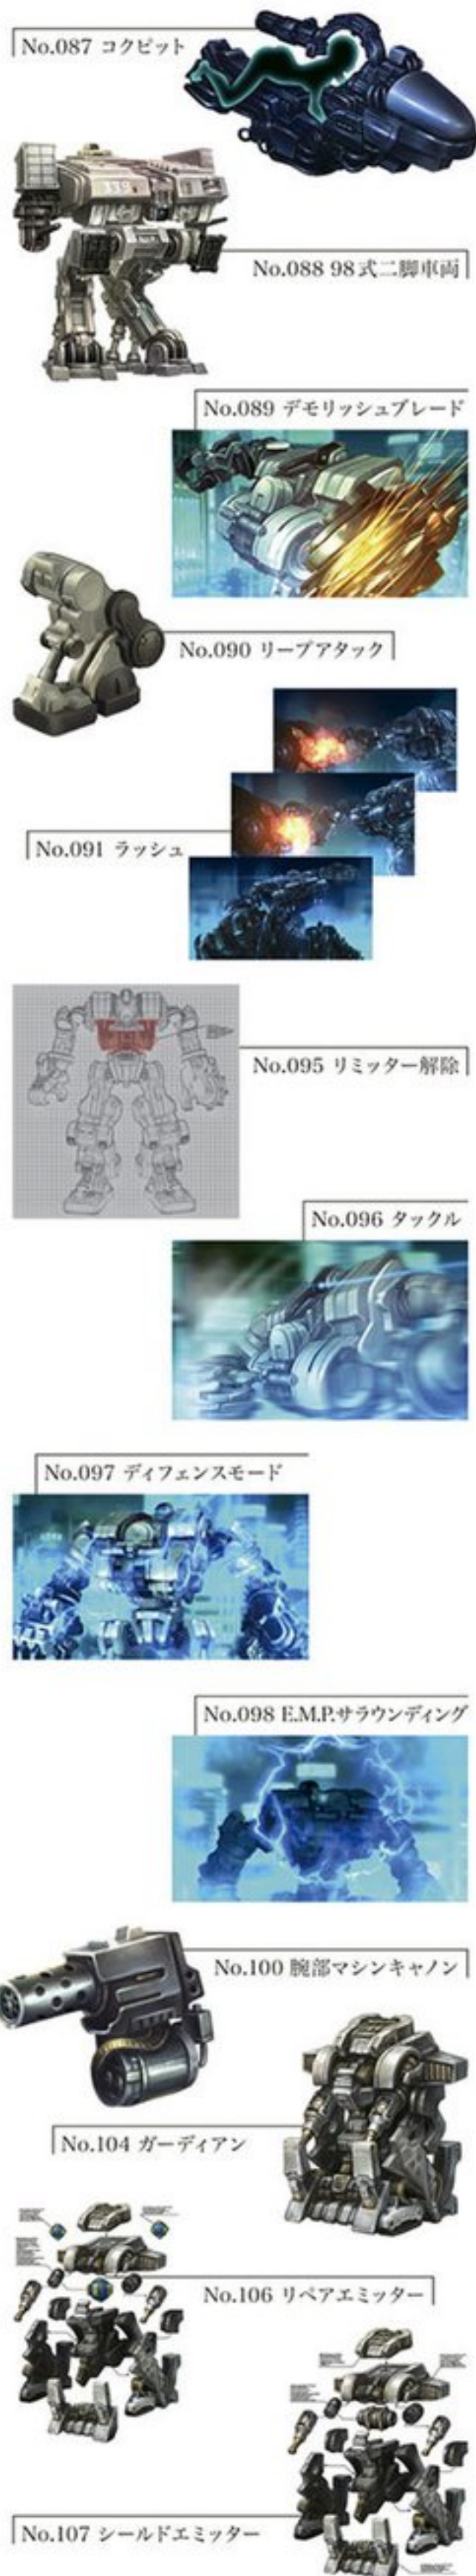 No.087 コクピット
339
No.088 98式二脚車両
No.089 デモリッシュブレード
No.090 リープアタック
No.091 ラッシュ
No.095 リミッター解除
No.096 タックル
No.097 ディフェンスモード
No.098 E.M.P.サラウンディング
No.100 腕部マシンキャノン
No.104 ガーディアン
No.106 リペアエミッター
No.107 シールドエミッター